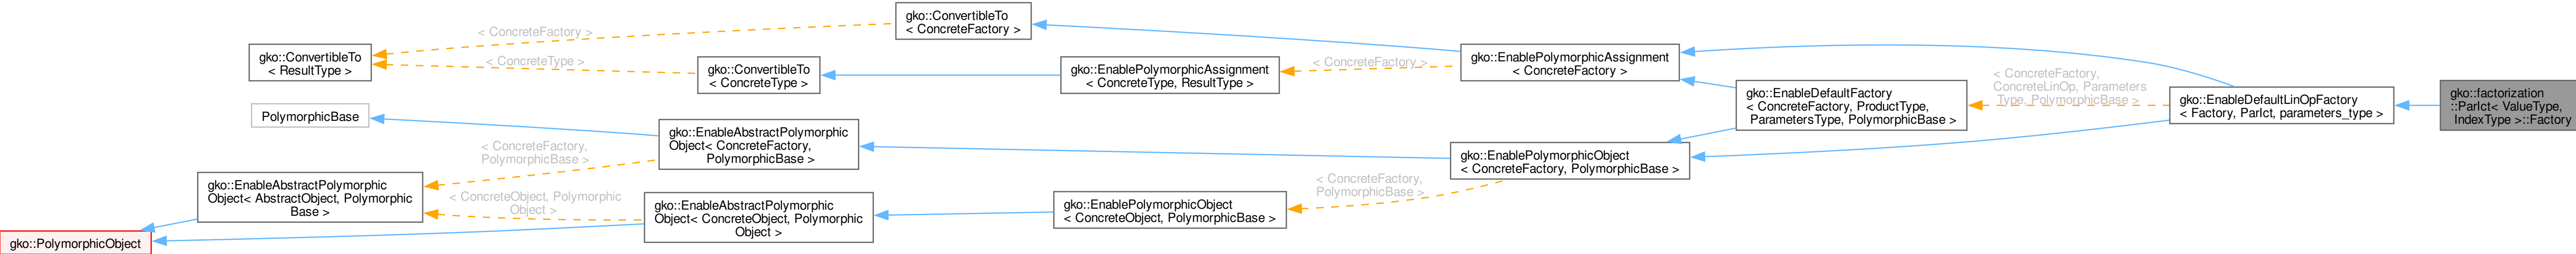 gko::ConvertibleTo
< ConcreteFactory >
< ConcreteFactory >
gko::ConvertibleTo
< ResultType >
< ConcreteType >
gko::ConvertibleTo
< ConcreteType >
gko::EnablePolymorphicAssignment
< ConcreteType, ResultType >
< ConcreteFactory >
gko::EnablePolymorphicAssignment
< ConcreteFactory >
gko::EnableDefaultFactory
< ConcreteFactory, ProductType,
ParametersType, PolymorphicBase >
< ConcreteFactory,
ConcreteLinOp, Parameters
Type, PolymorphicBase >
gko::EnableDefaultLinOpFactory
< Factory, ParIct, parameters_type >
gko::factorization
::ParIct< ValueType,
IndexType >::Factory
PolymorphicBase
gko::EnableAbstractPolymorphic
Object< ConcreteFactory,
PolymorphicBase >
< ConcreteFactory,
PolymorphicBase >
gko::EnablePolymorphicObject
< ConcreteFactory, PolymorphicBase >
gko::EnableAbstractPolymorphic
Object< AbstractObject, Polymorphic
Base >
< ConcreteObject, Polymorphic
Object >
gko::EnableAbstractPolymorphic
Object< ConcreteObject, Polymorphic
Object >
gko::EnablePolymorphicObject
< ConcreteObject, PolymorphicBase >
< ConcreteFactory,
PolymorphicBase >
gko::PolymorphicObject